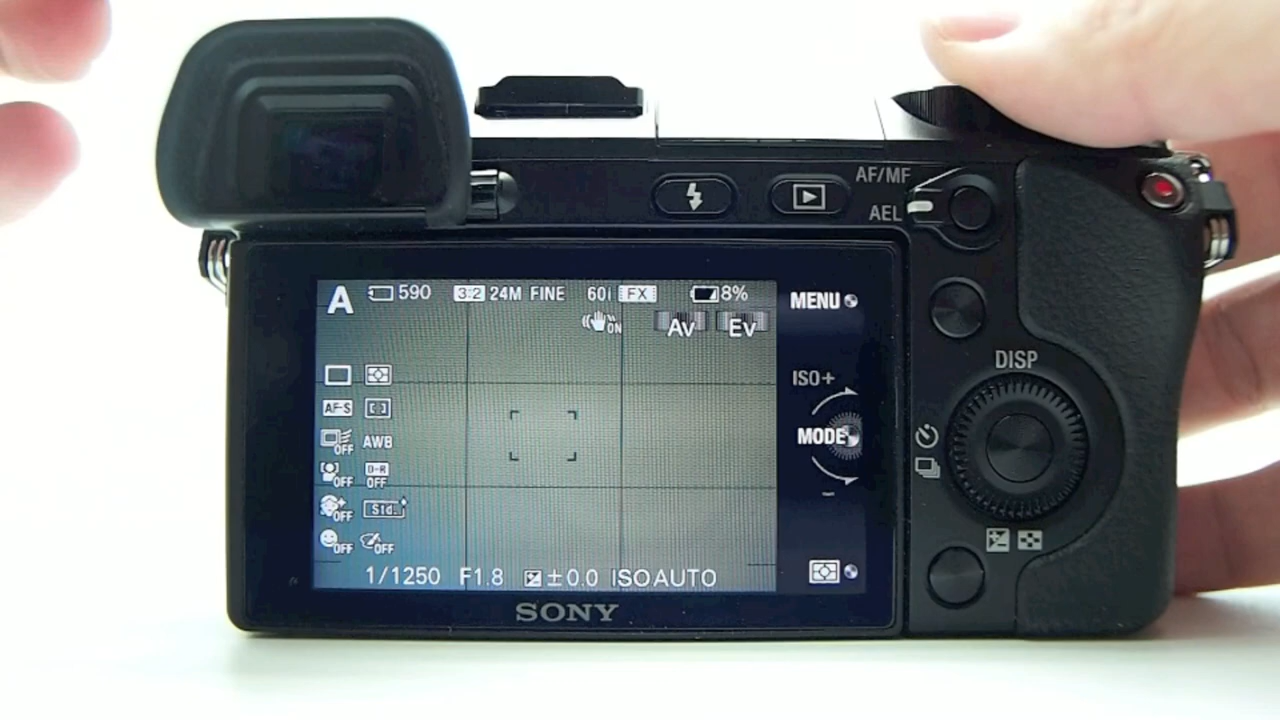 AF/MF
AEL
A 590 3:2 24M FINE 60i FX 8%
ON Av Ev
MENU
DISP
ISO+
AF-S
OFF AWB
MODE
OFF D-R OFF
OFF Std.
OFF OFF
1/1250 F1.8 ±0.0 ISO AUTO
SONY